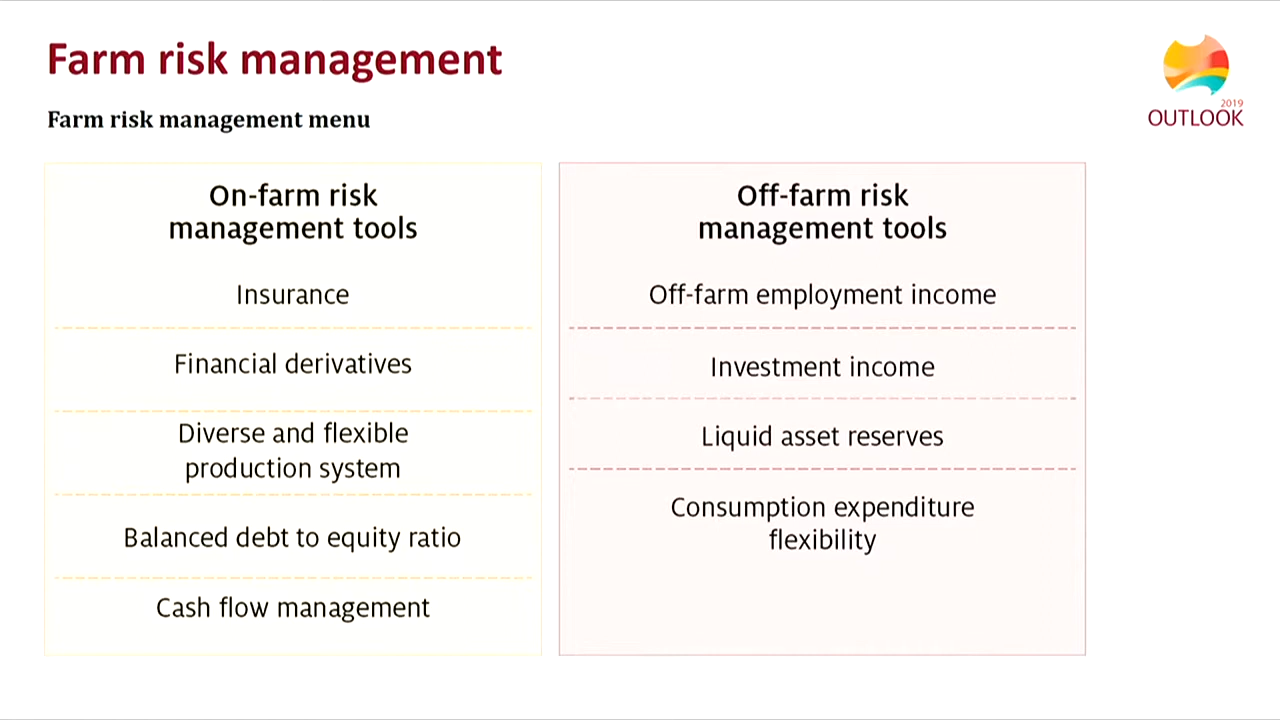 Farm risk management
Farm risk management menu
2019
OUTLOOK
On-farm risk
management tools
Insurance
Financial derivatives
Diverse and flexible
production system
Balanced debt to equity ratio
Cash flow management
Off-farm risk
management tools
Off-farm employment income
Investment income
Liquid asset reserves
Consumption expenditure
flexibility